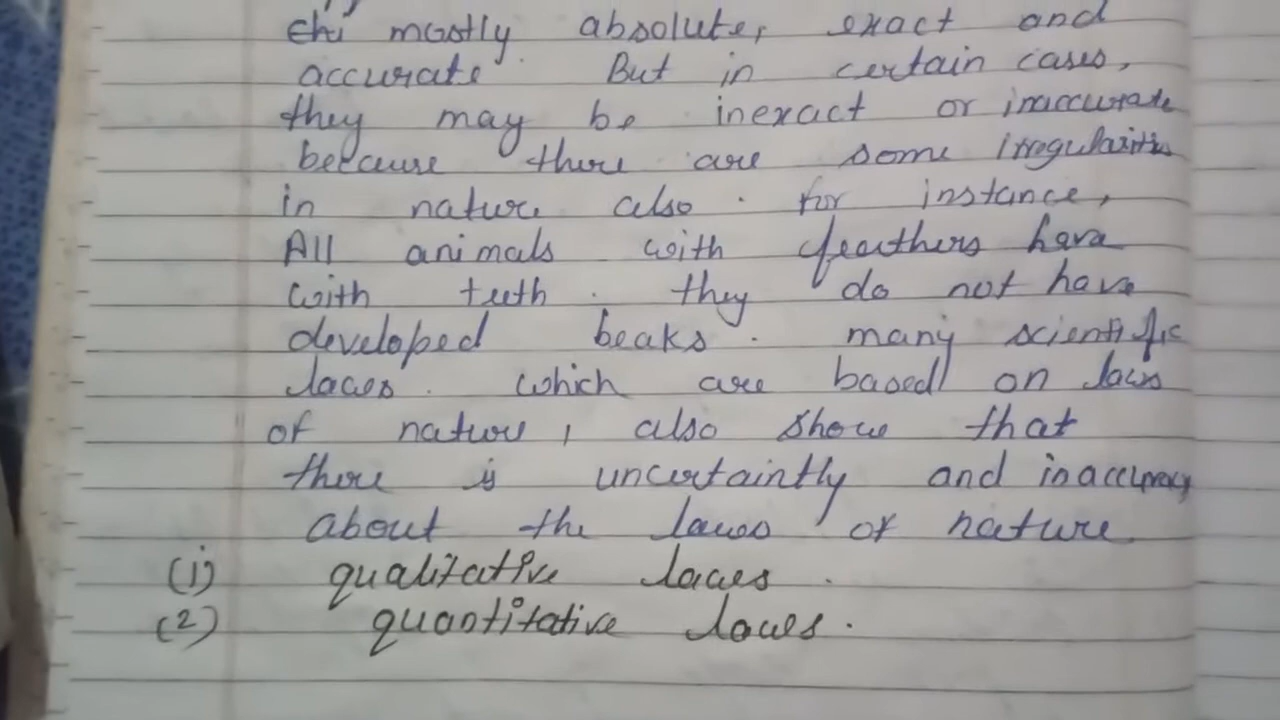 mostly absolute, exact and
accurate. But in certain cases,
they may be inexact or inaccurate
because there are some irregularities
in nature also. for instance,
All animals with feathers have
with teeth. they do not have
developed beaks. many scientific
laws. which are based on laws
of nature, also show that
there is uncertaintly and inaccuracy
about the laws of nature.
(i) qualitative laws.
(2) quantitative laws.